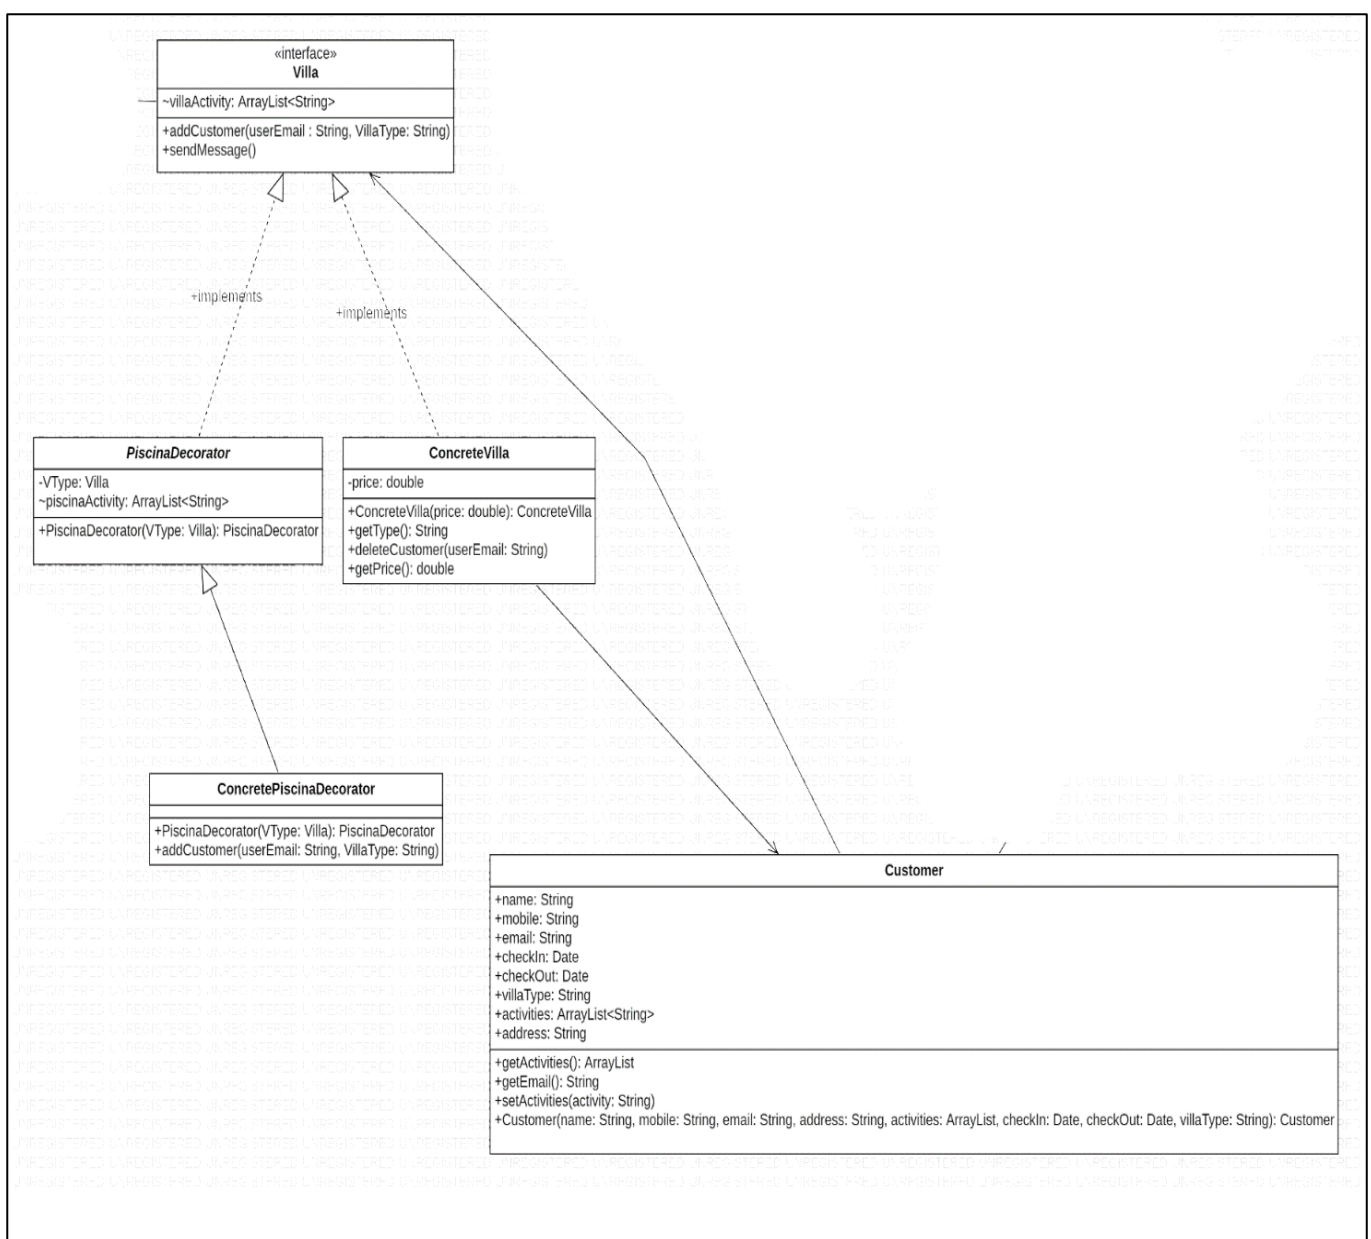 «interface»
Villa
~villaActivity: ArrayList<String>
+addCustomer(userEmail : String, VillaType: String)
+sendMessage()
+implements
+implements
PiscinaDecorator
-VType: Villa
~piscinaActivity: ArrayList<String>
+PiscinaDecorator(VType: Villa): PiscinaDecorator
ConcreteVilla
-price: double
+ConcreteVilla(price: double): ConcreteVilla
+getType(): String
+deleteCustomer(userEmail: String)
+getPrice(): double
ConcretePiscinaDecorator
+PiscinaDecorator(VType: Villa): PiscinaDecorator
+addCustomer(userEmail: String, VillaType: String)
Customer
+name: String
+mobile: String
+email: String
+checkIn: Date
+checkOut: Date
+villaType: String
+activities: ArrayList<String>
+address: String
+getActivities(): ArrayList
+getEmail(): String
+setActivities(activity: String)
+Customer(name: String, mobile: String, email: String, address: String, activities: ArrayList, checkIn: Date, checkOut: Date, villaType: String): Customer